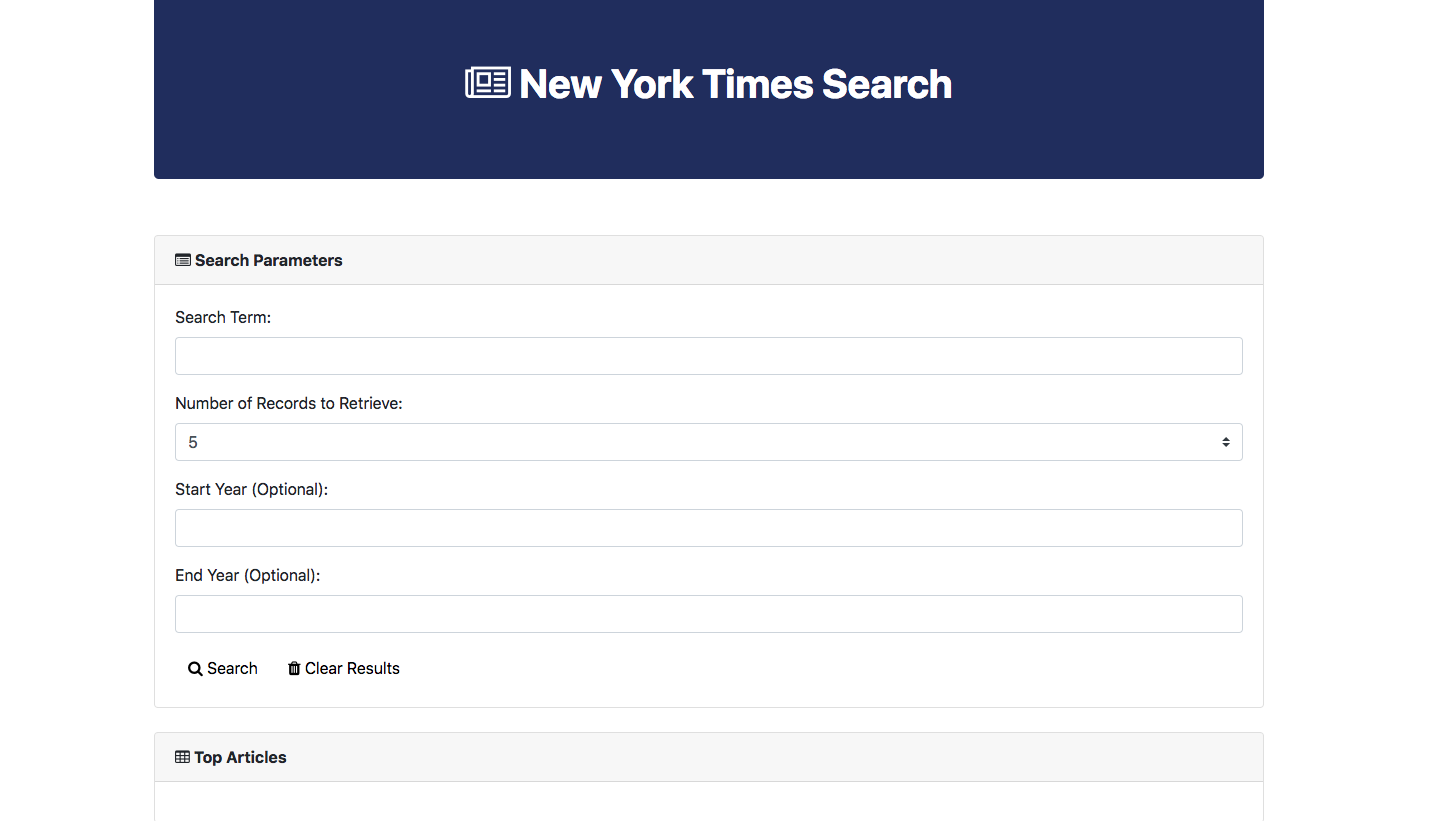 New York Times Search
Search Parameters
Search Term:
Number of Records to Retrieve:
5
Start Year (Optional):
End Year (Optional):
Search Clear Results
Top Articles